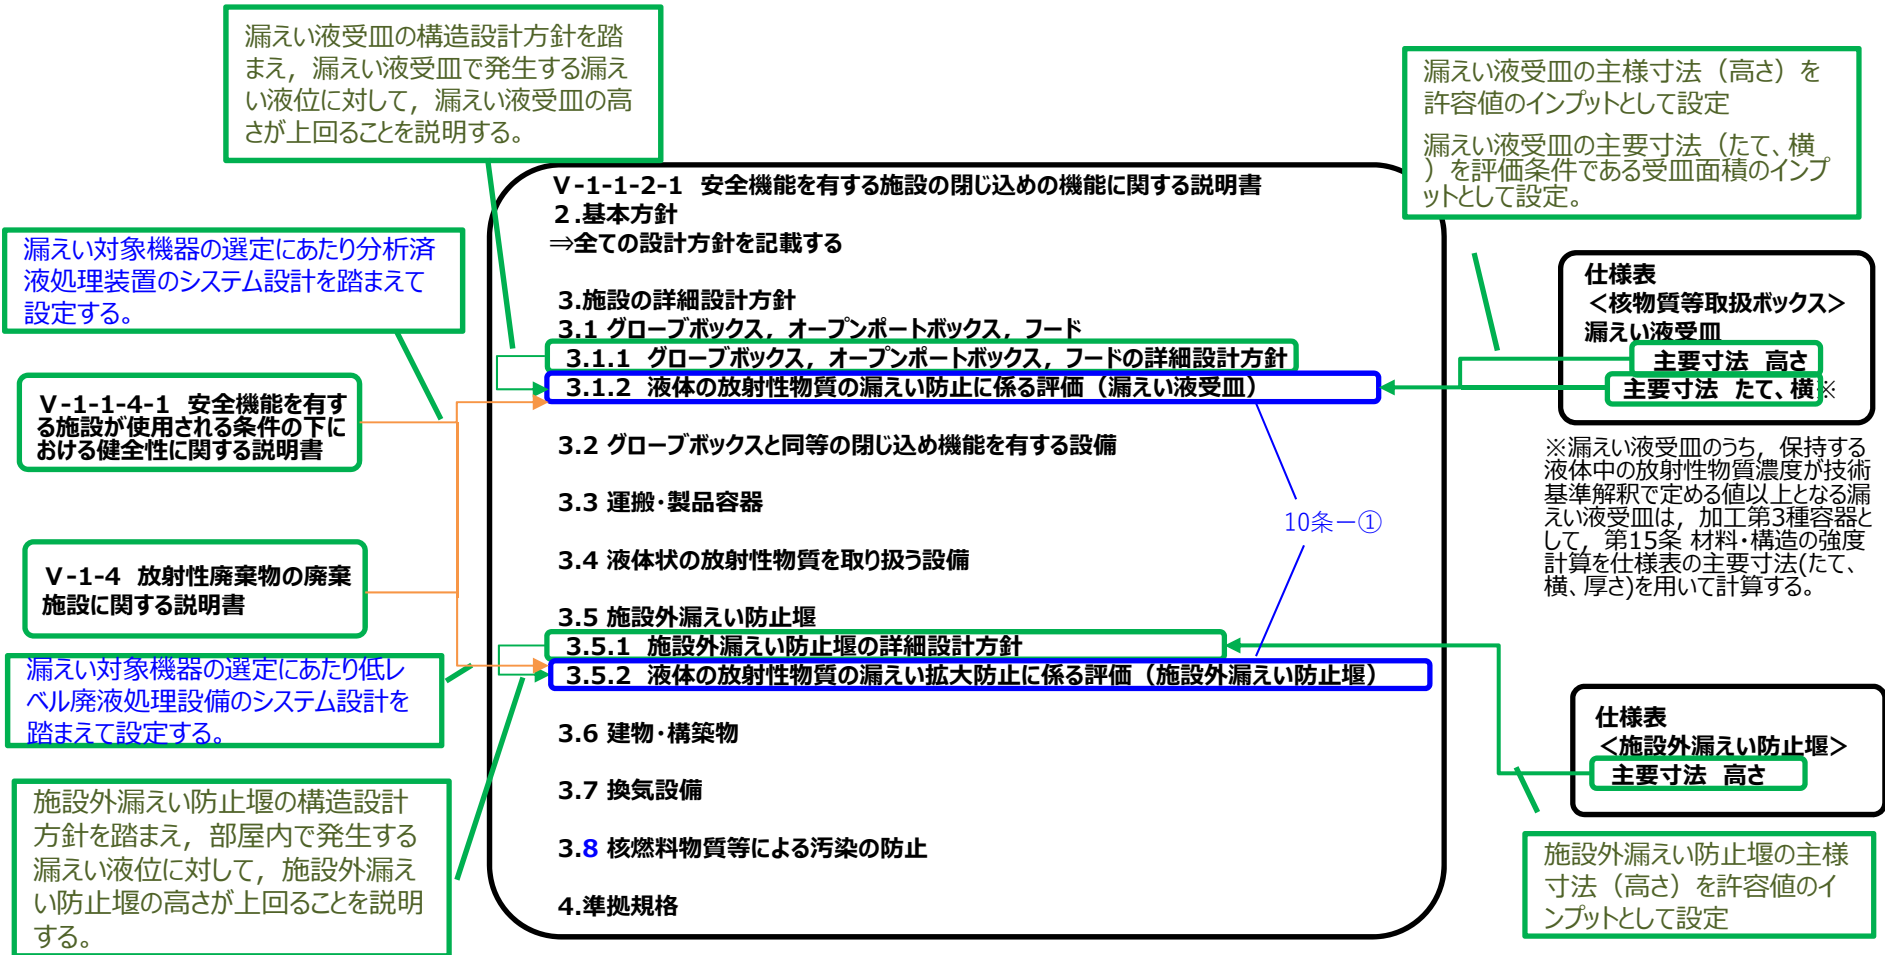 漏えい液受皿の構造設計方針を踏
まえ，漏えい液受皿で発生する漏え
い液位に対して，漏えい液受皿の高
さが上回ることを説明する。
漏えい液受皿の主様寸法（高さ）を
許容値のインプットとして設定
漏えい液受皿の主要寸法（たて、横
）を評価条件である受皿面積のインプ
ットとして設定。
漏えい対象機器の選定にあたり分析済
液処理装置のシステム設計を踏まえて
設定する。
Ⅴ-1-1-4-1 安全機能を有す
る施設が使用される条件の下に
おける健全性に関する説明書
Ⅴ-1-4 放射性廃棄物の廃棄
施設に関する説明書
漏えい対象機器の選定にあたり低レ
ベル廃液処理設備のシステム設計を
踏まえて設定する。
施設外漏えい防止堰の構造設計
方針を踏まえ，部屋内で発生する
漏えい液位に対して，施設外漏え
い防止堰の高さが上回ることを説明
する。
Ⅴ-1-1-2-1 安全機能を有する施設の閉じ込めの機能に関する説明書
２.基本方針
⇒全ての設計方針を記載する
3.施設の詳細設計方針
3.1 グローブボックス，オープンポートボックス，フード
3.1.1 グローブボックス，オープンポートボックス，フードの詳細設計方針
3.1.2 液体の放射性物質の漏えい防止に係る評価（漏えい液受皿）
3.2 グローブボックスと同等の閉じ込め機能を有する設備
3.3 運搬・製品容器
10条ー①
3.4 液体状の放射性物質を取り扱う設備
3.5 施設外漏えい防止堰
3.5.1 施設外漏えい防止堰の詳細設計方針
3.5.2 液体の放射性物質の漏えい拡大防止に係る評価（施設外漏えい防止堰）
3.6 建物・構築物
3.7 換気設備
3.8 核燃料物質等による汚染の防止
4.準拠規格
仕様表
＜核物質等取扱ボックス＞
漏えい液受皿
主要寸法 高さ
主要寸法 たて、横※
※漏えい液受皿のうち，保持する
液体中の放射性物質濃度が技術
基準解釈で定める値以上となる漏
えい液受皿は，加工第3種容器と
して，第15条 材料・構造の強度
計算を仕様表の主要寸法(たて、
横、厚さ)を用いて計算する。
仕様表
＜施設外漏えい防止堰＞
主要寸法 高さ
施設外漏えい防止堰の主様
寸法（高さ）を許容値のイ
ンプットとして設定